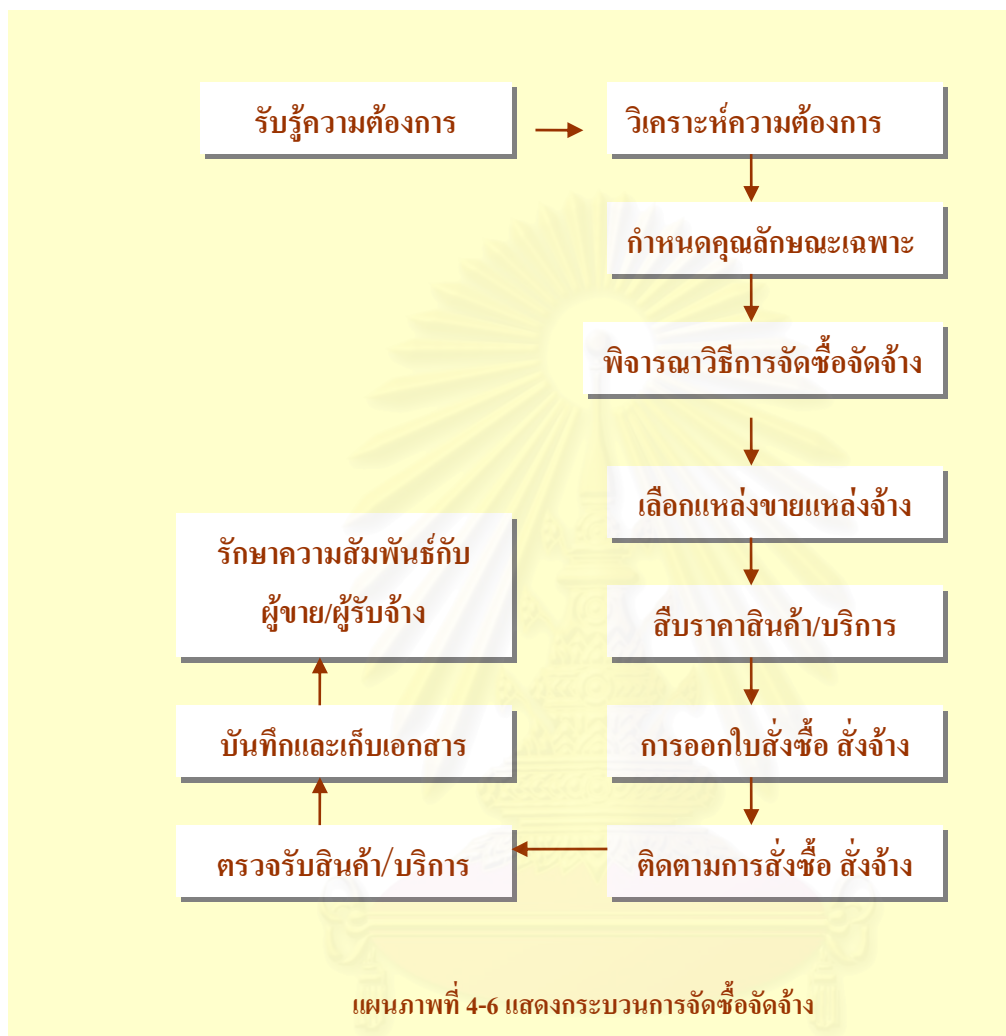 รับรู้ความต้องการ
วิเคราะห์ความต้องการ
กำหนดคุณลักษณะเฉพาะ
พิจารณาวิธีการจัดซื้อจัดจ้าง
เลือกแหล่งขายแหล่งจ้าง
สืบราคาสินค้า/บริการ
การออกใบสั่งซื้อ สั่งจ้าง
ติดตามการสั่งซื้อ สั่งจ้าง
ตรวจรับสินค้า/บริการ
บันทึกและเก็บเอกสาร
รักษาความสัมพันธ์กับ
ผู้ขาย/ผู้รับจ้าง
แผนภาพที่ 4-6 แสดงกระบวนการจัดซื้อจัดจ้าง